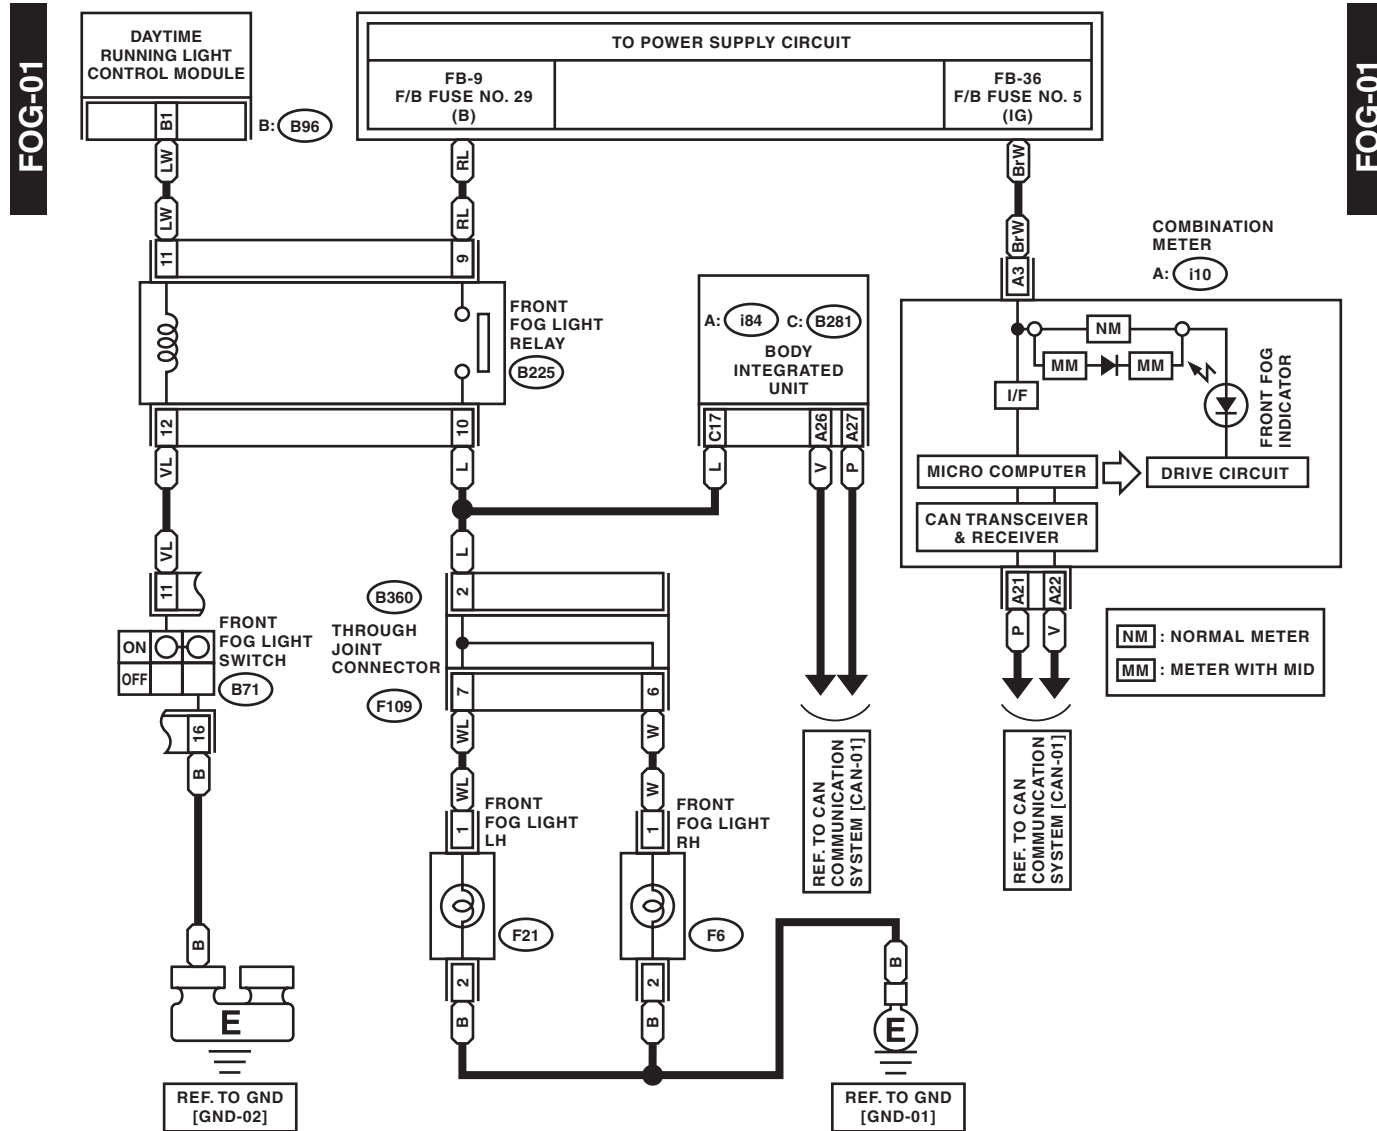 FOG-01
FOG-01
DAYTIME
RUNNING LIGHT
CONTROL MODULE
B1
B: B96
LW
LW
TO POWER SUPPLY CIRCUIT
FB-9
F/B FUSE NO. 29
(B)
FB-36
F/B FUSE NO. 5
(IG)
RL
RL
BrW
BrW
11
9
FRONT
FOG LIGHT
RELAY
B225
12
10
VL
L
VL
L
A: i84 C: B281
BODY
INTEGRATED
UNIT
C17
A26
A27
L
V
P
COMBINATION
METER
A: i10
A3
NM
MM
MM
I/F
FRONT FOG
INDICATOR
MICRO COMPUTER
DRIVE CIRCUIT
CAN TRANSCEIVER
& RECEIVER
A21
A22
P
V
NM : NORMAL METER
MM : METER WITH MID
11
FRONT
FOG LIGHT
SWITCH
B71
ON
OFF
16
B
B
E
REF. TO GND
[GND-02]
B360
2
THROUGH
JOINT
CONNECTOR
F109
7
6
WL
W
WL
W
FRONT
FOG LIGHT
LH
1
F21
2
B
FRONT
FOG LIGHT
RH
1
F6
2
B
REF. TO CAN
COMMUNICATION
SYSTEM [CAN-01]
REF. TO CAN
COMMUNICATION
SYSTEM [CAN-01]
B
E
REF. TO GND
[GND-01]